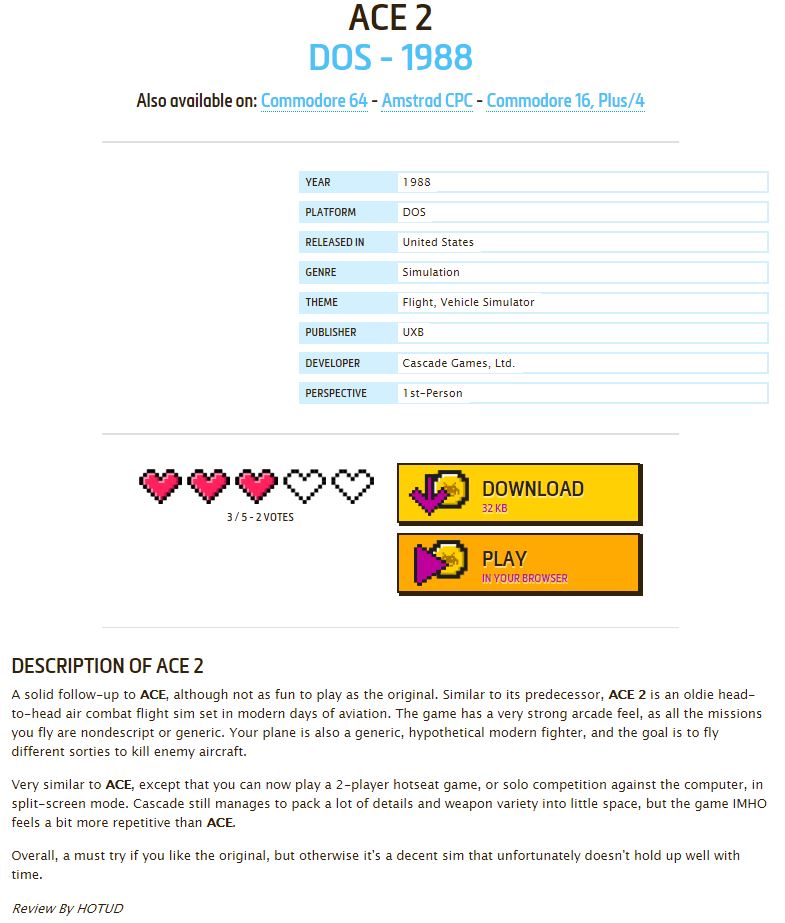 ACE 2
DOS - 1988
Also available on: Commodore 64 - Amstrad CPC - Commodore 16, Plus/4
YEAR 1988
PLATFORM DOS
RELEASED IN United States
GENRE Simulation
THEME Flight, Vehicle Simulator
PUBLISHER UXB
DEVELOPER Cascade Games, Ltd.
PERSPECTIVE 1st-Person
3 / 5 - 2 VOTES
DOWNLOAD
32 KB
PLAY
IN YOUR BROWSER
DESCRIPTION OF ACE 2
A solid follow-up to ACE, although not as fun to play as the original. Similar to its predecessor, ACE 2 is an oldie head-
to-head air combat flight sim set in modern days of aviation. The game has a very strong arcade feel, as all the missions
you fly are nondescript or generic. Your plane is also a generic, hypothetical modern fighter, and the goal is to fly
different sorties to kill enemy aircraft.
Very similar to ACE, except that you can now play a 2-player hotseat game, or solo competition against the computer, in
split-screen mode. Cascade still manages to pack a lot of details and weapon variety into little space, but the game IMHO
feels a bit more repetitive than ACE.
Overall, a must try if you like the original, but otherwise it's a decent sim that unfortunately doesn't hold up well with
time.
Review By HOTUD